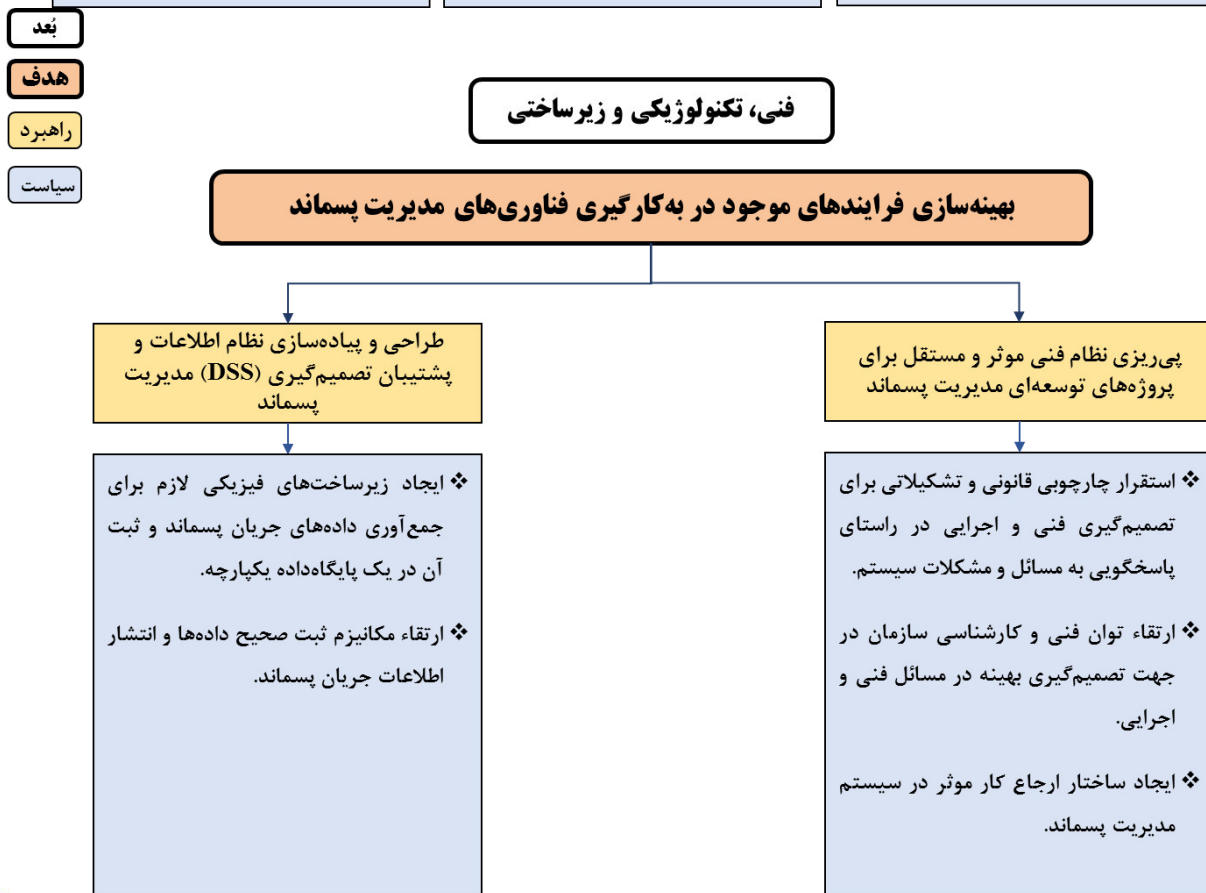 بُعد
هدف
راهبرد
سیاست
فنی، تکنولوژیکی و زیرساختی
بهینه‌سازی فرایندهای موجود در به‌کارگیری فناوری‌های مدیریت پسماند
پی‌ریزی نظام فنی موثر و مستقل برای
پروژه‌های توسعه‌ای مدیریت پسماند
❖ استقرار چارچوبی قانونی و تشکیلاتی برای
تصمیم‌گیری فنی و اجرایی در راستای
پاسخگویی به مسائل و مشکلات سیستم.
❖ ارتقاء توان فنی و کارشناسی سازمان در
جهت تصمیم‌گیری بهینه در مسائل فنی و
اجرایی.
❖ ایجاد ساختار ارجاع کار موثر در سیستم
مدیریت پسماند.
طراحی و پیاده‌سازی نظام اطلاعات و
پشتیبان تصمیم‌گیری (DSS) مدیریت
پسماند
❖ ایجاد زیرساخت‌های فیزیکی لازم برای
جمع‌آوری داده‌های جریان پسماند و ثبت
آن در یک پایگاه‌داده یکپارچه.
❖ ارتقاء مکانیزم ثبت صحیح داده‌ها و انتشار
اطلاعات جریان پسماند.